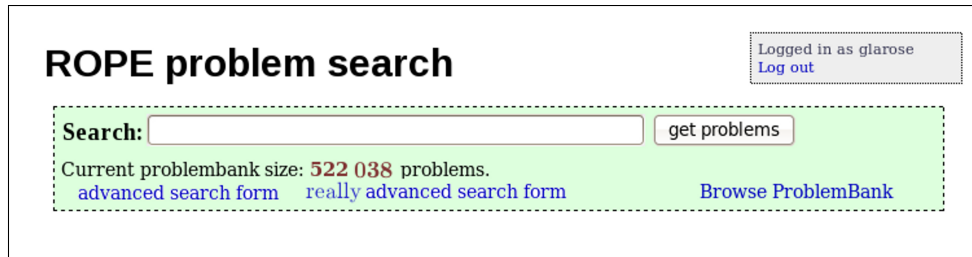 ROPE problem search
Logged in as glarose
Log out
Search: get problems
Current problembank size: 522 038 problems.
advanced search form really advanced search form Browse ProblemBank